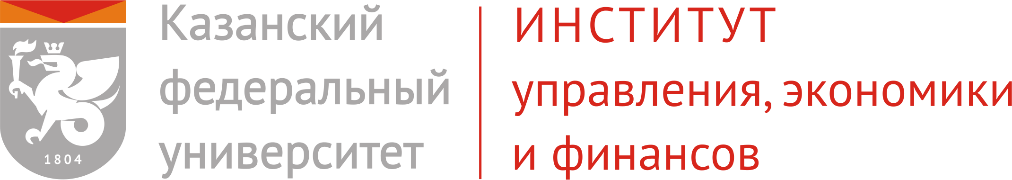 Казанский
федеральный
университет
ИНСТИТУТ
управления, экономики
и финансов
1804